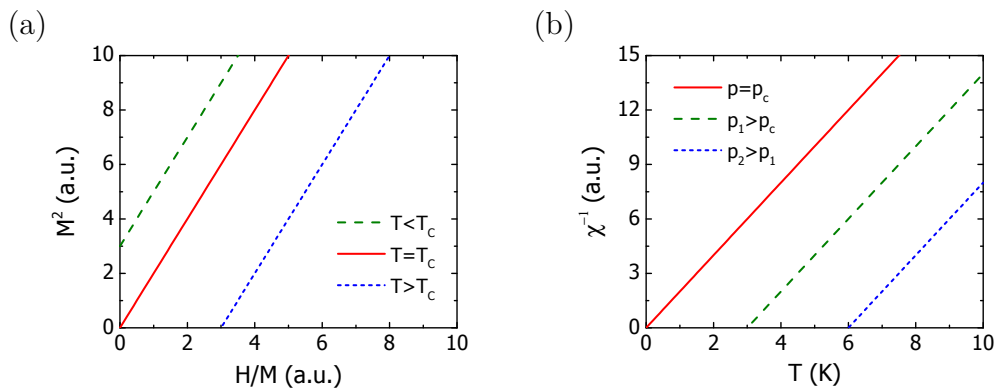 (a)
10
8
6
4
2
0
M² (a.u.)
T<T_C
T=T_C
T>T_C
0 2 4 6 8 10
H/M (a.u.)
(b)
15
12
9
6
3
0
χ⁻¹ (a.u.)
p=p_c
p₁>p_c
p₂>p₁
0 2 4 6 8 10
T (K)